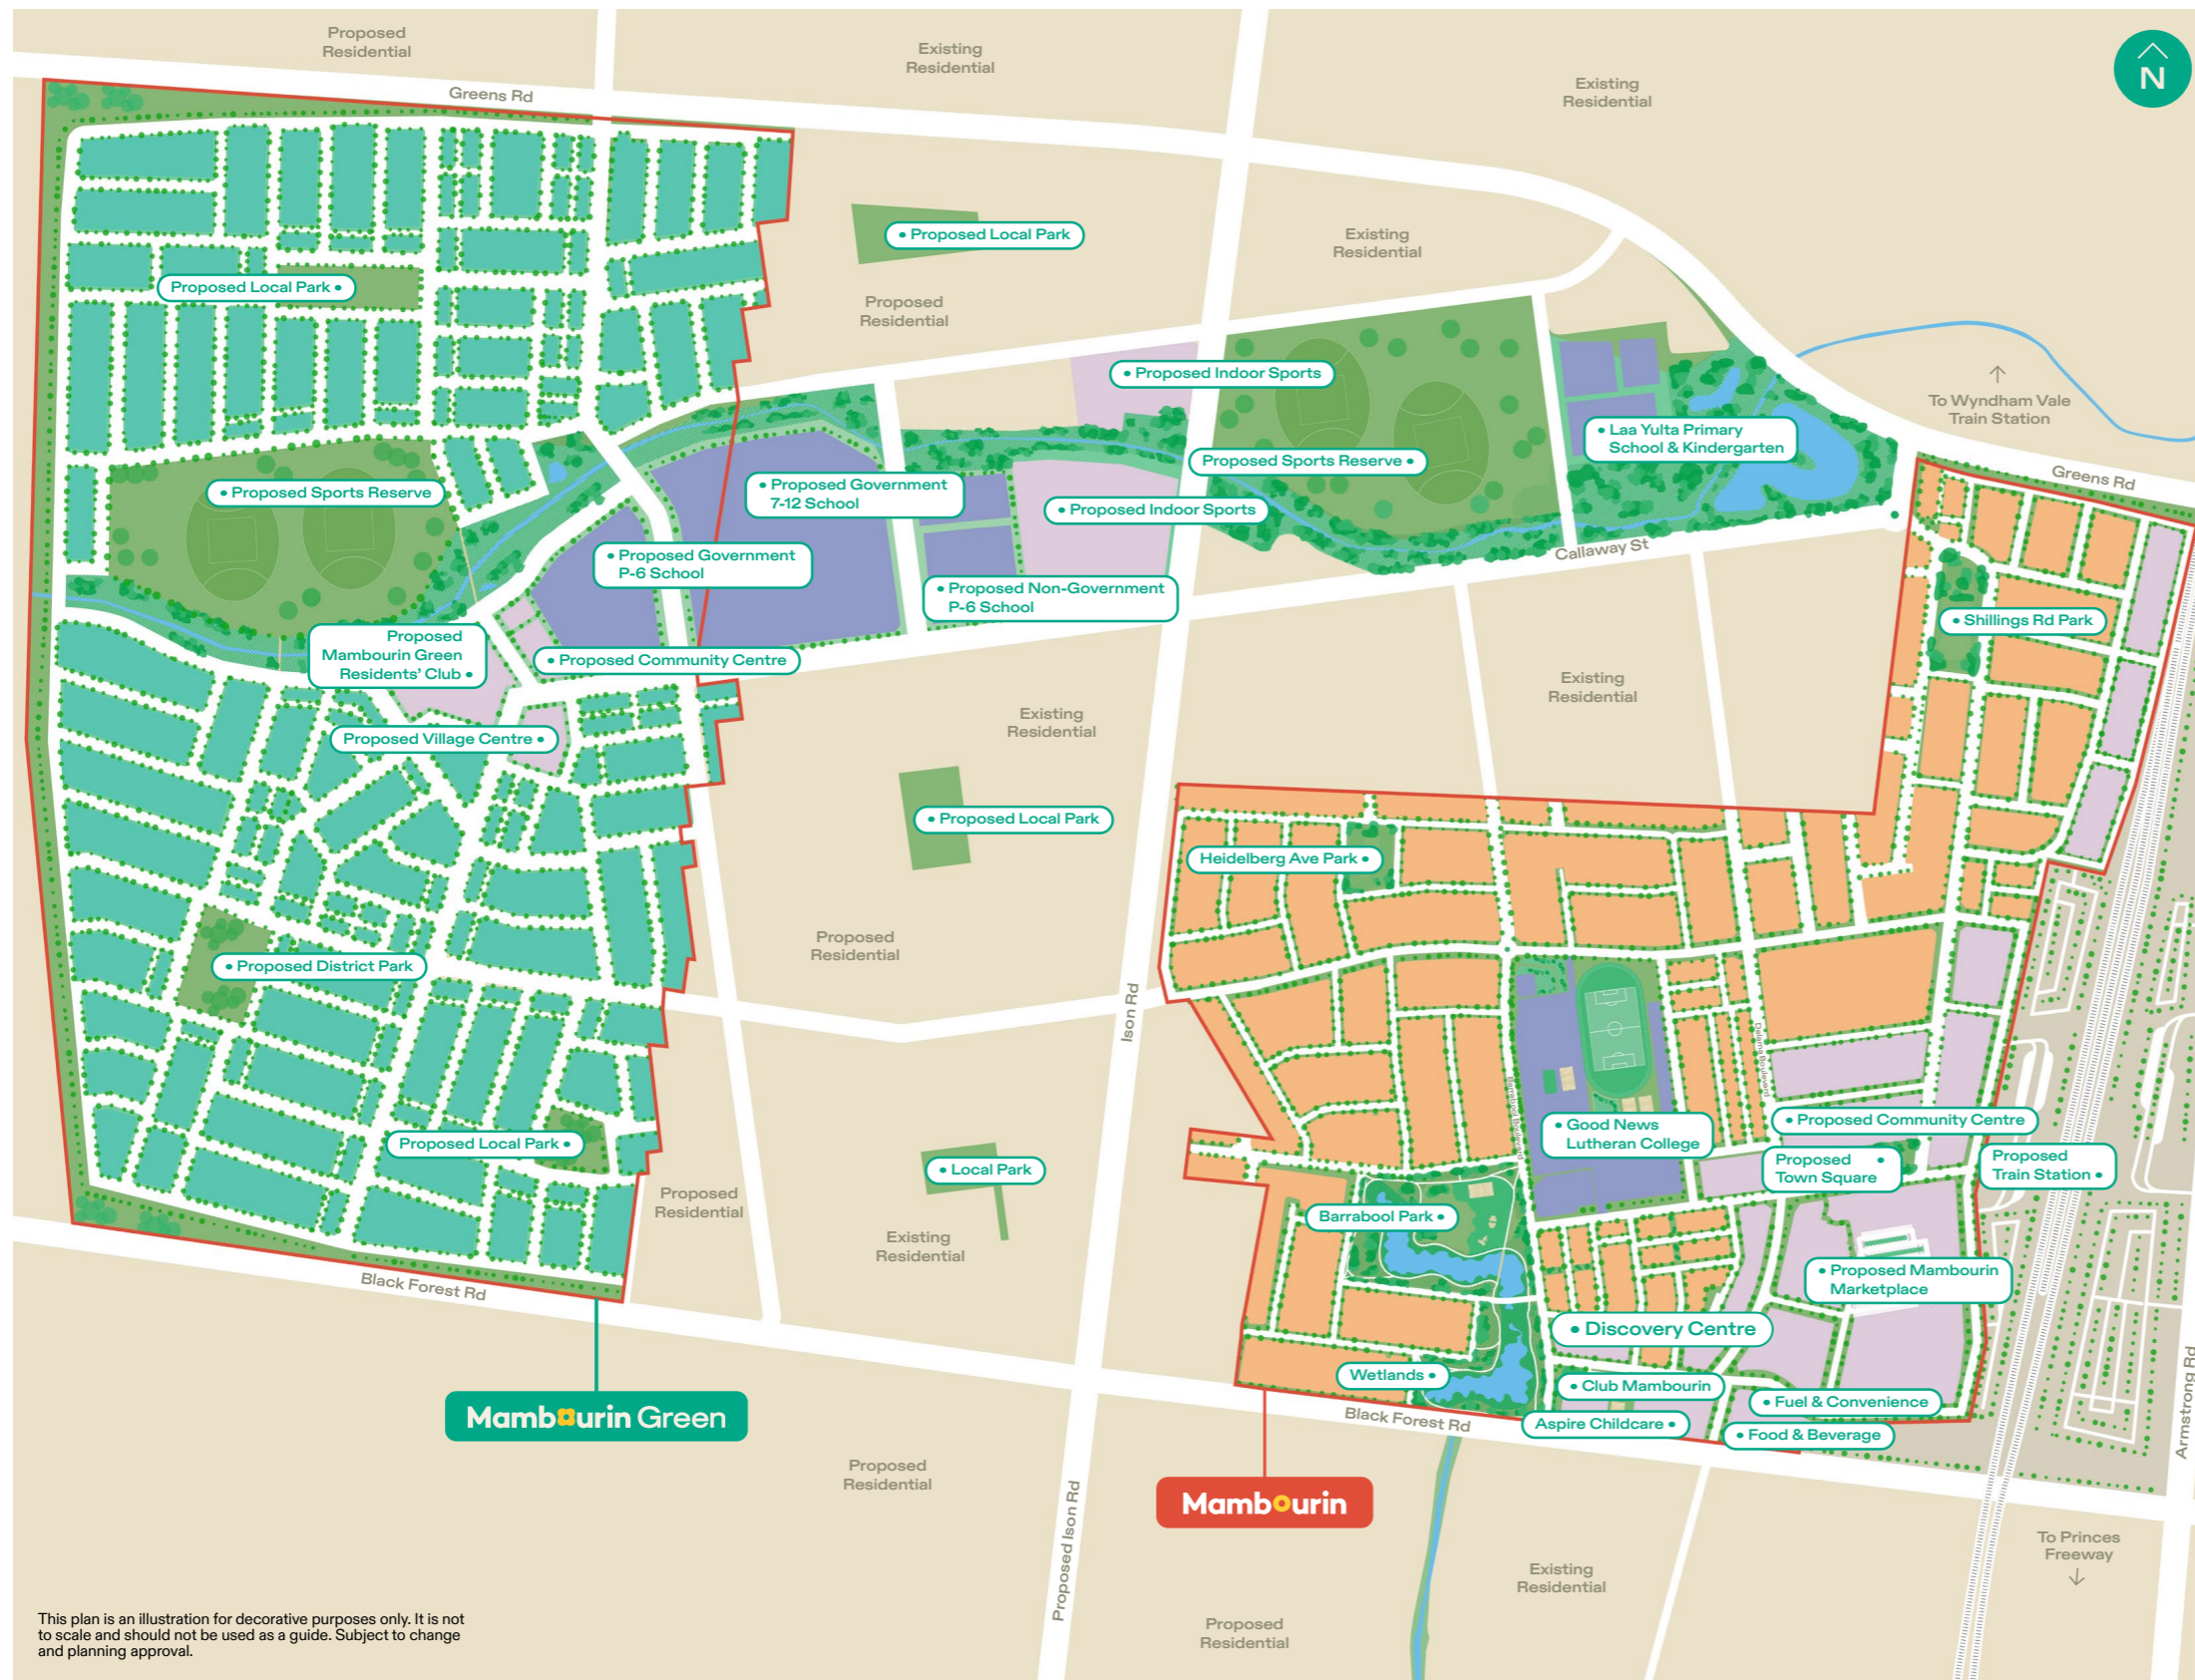 Proposed
Residential
Existing
Residential
Existing
Residential
N
Greens Rd
• Proposed Local Park
Existing
Residential
Proposed Local Park •
Proposed
Residential
• Proposed Indoor Sports
To Wyndham Vale
Train Station
• Laa Yulta Primary
School & Kindergarten
Proposed Sports Reserve •
Greens Rd
• Proposed Sports Reserve
• Proposed Government
7-12 School
• Proposed Indoor Sports
Callaway St
• Proposed Government
P-6 School
• Proposed Non-Government
P-6 School
• Shillings Rd Park
Proposed
Mambourin Green
Residents' Club •
• Proposed Community Centre
Existing
Residential
Existing
Residential
Proposed Village Centre •
• Proposed Local Park
Heidelberg Ave Park •
Proposed
Residential
• Proposed District Park
Ison Rd
Dalama Boulevard
Barrabool Boulevard
Proposed Local Park •
• Good News
Lutheran College
• Proposed Community Centre
• Local Park
Proposed •
Town Square
Proposed
Train Station •
Proposed
Residential
Barrabool Park •
Existing
Residential
• Proposed Mambourin
Marketplace
Black Forest Rd
• Discovery Centre
Wetlands •
• Club Mambourin
• Fuel & Convenience
Armstrong Rd
Mambourin Green
Black Forest Rd
Aspire Childcare •
• Food & Beverage
Proposed
Residential
Mambourin
Proposed Ison Rd
To Princes
Freeway
Existing
Residential
Proposed
Residential
This plan is an illustration for decorative purposes only. It is not
to scale and should not be used as a guide. Subject to change
and planning approval.